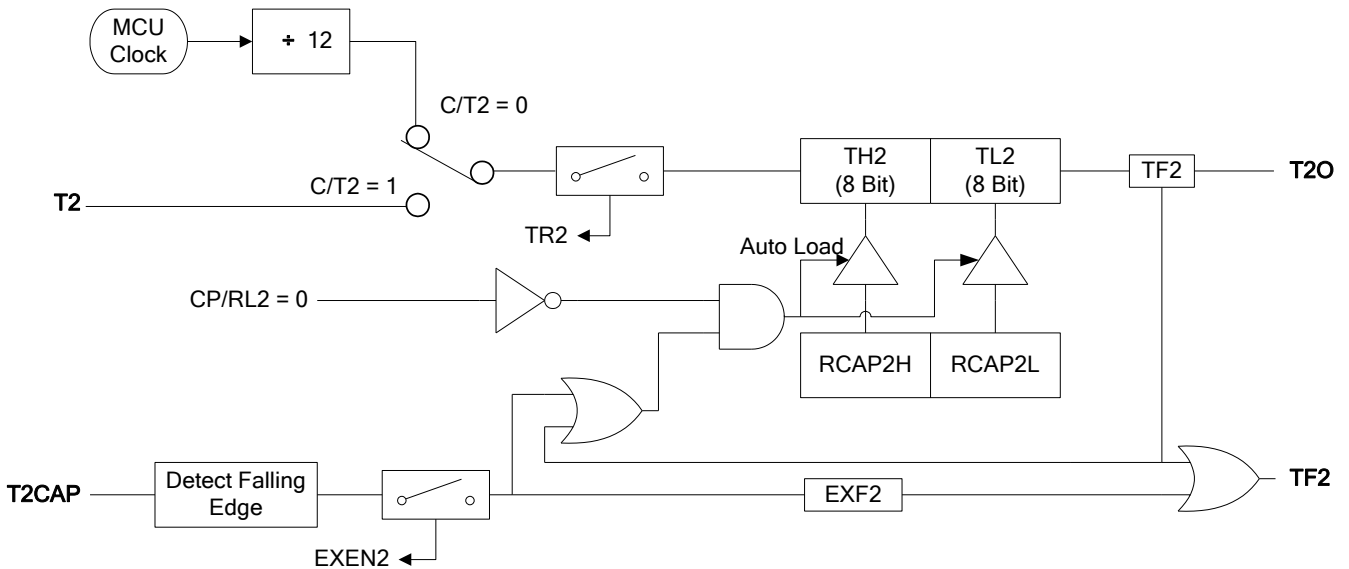 MCU
Clock
÷ 12
C/T2 = 0
C/T2 = 1
T2
TR2
TH2
(8 Bit)
TL2
(8 Bit)
TF2
T2O
Auto Load
CP/RL2 = 0
RCAP2H
RCAP2L
T2CAP
Detect Falling
Edge
EXEN2
EXF2
TF2